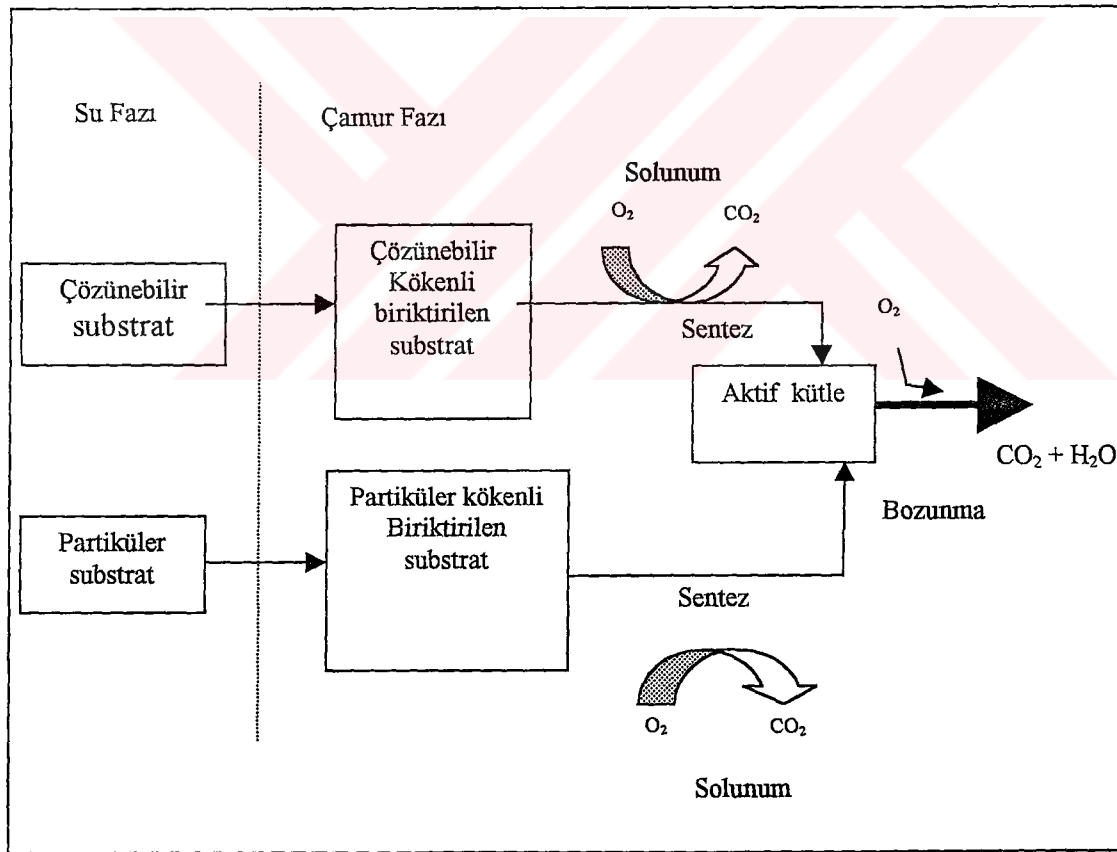 Su Fazı
Çamur Fazı
Solunum
O₂
CO₂
Çözünebilir
substrat
Çözünebilir
Kökenli
biriktirilen
substrat
Sentez
O₂
Aktif kütle
CO₂ + H₂O
Bozunma
Partiküler
substrat
Partiküler kökenli
Biriktirilen
substrat
Sentez
O₂
CO₂
Solunum